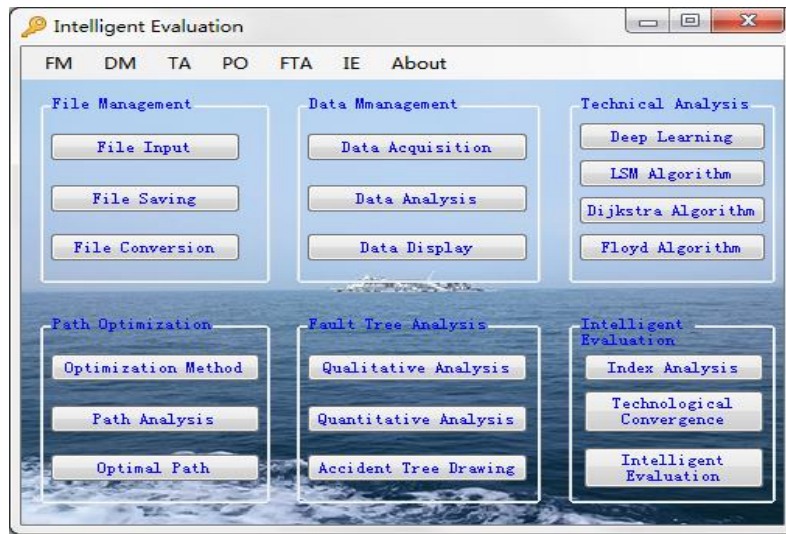 Intelligent Evaluation
FM DM TA PO FTA IE About
File Management
File Input
File Saving
File Conversion
Data Mmanagement
Data Acquisition
Data Analysis
Data Display
Technical Analysis
Deep Learning
LSM Algorithm
Dijkstra Algorithm
Floyd Algorithm
Path Optimization
Optimization Method
Path Analysis
Optimal Path
Fault Tree Analysis
Qualitative Analysis
Quantitative Analysis
Accident Tree Drawing
Intelligent
Evaluation
Index Analysis
Technological
Convergence
Intelligent
Evaluation